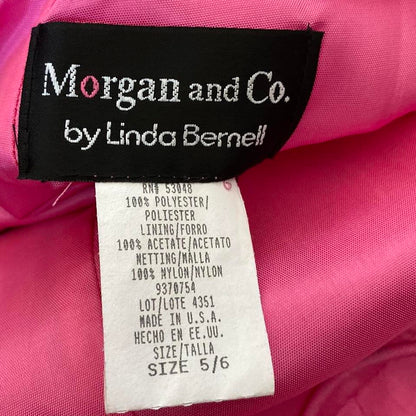 Morgan and Co.
by Linda Bernell
RN# 53048
100% POLYESTER/
POLIESTER
LINING/FORRO
100% ACETATE/ACETATO
NETTING/MALLA
100% NYLON/NYLON
9370754
LOT/LOTE 4351
MADE IN U.S.A.
HECHO EN EE.UU.
SIZE/TALLA
SIZE 5/6